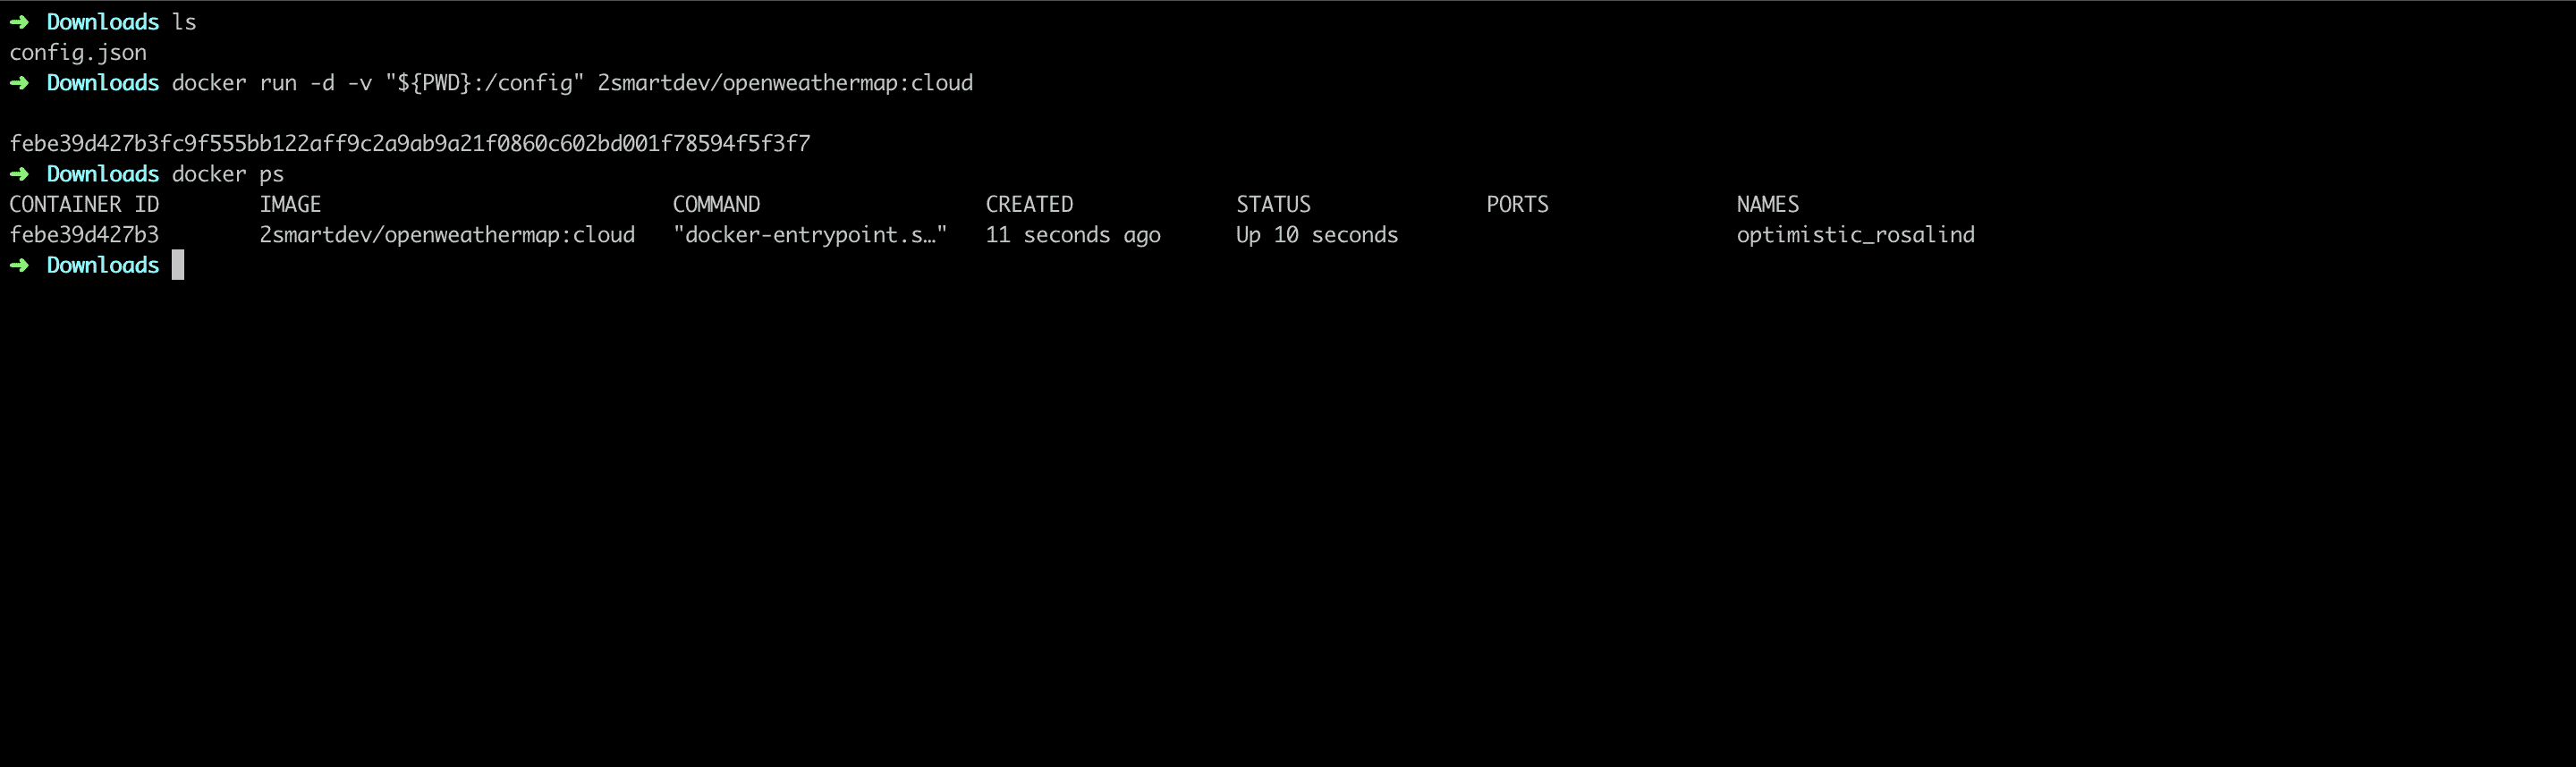 ➜ Downloads ls
config.json
➜ Downloads docker run -d -v "${PWD}:/config" 2smartdev/openweathermap:cloud
febe39d427b3fc9f555bb122aff9c2a9ab9a21f0860c602bd001f78594f5f3f7
➜ Downloads docker ps
CONTAINER ID IMAGE COMMAND CREATED STATUS PORTS NAMES
febe39d427b3 2smartdev/openweathermap:cloud "docker-entrypoint.s…" 11 seconds ago Up 10 seconds optimistic_rosalind
➜ Downloads